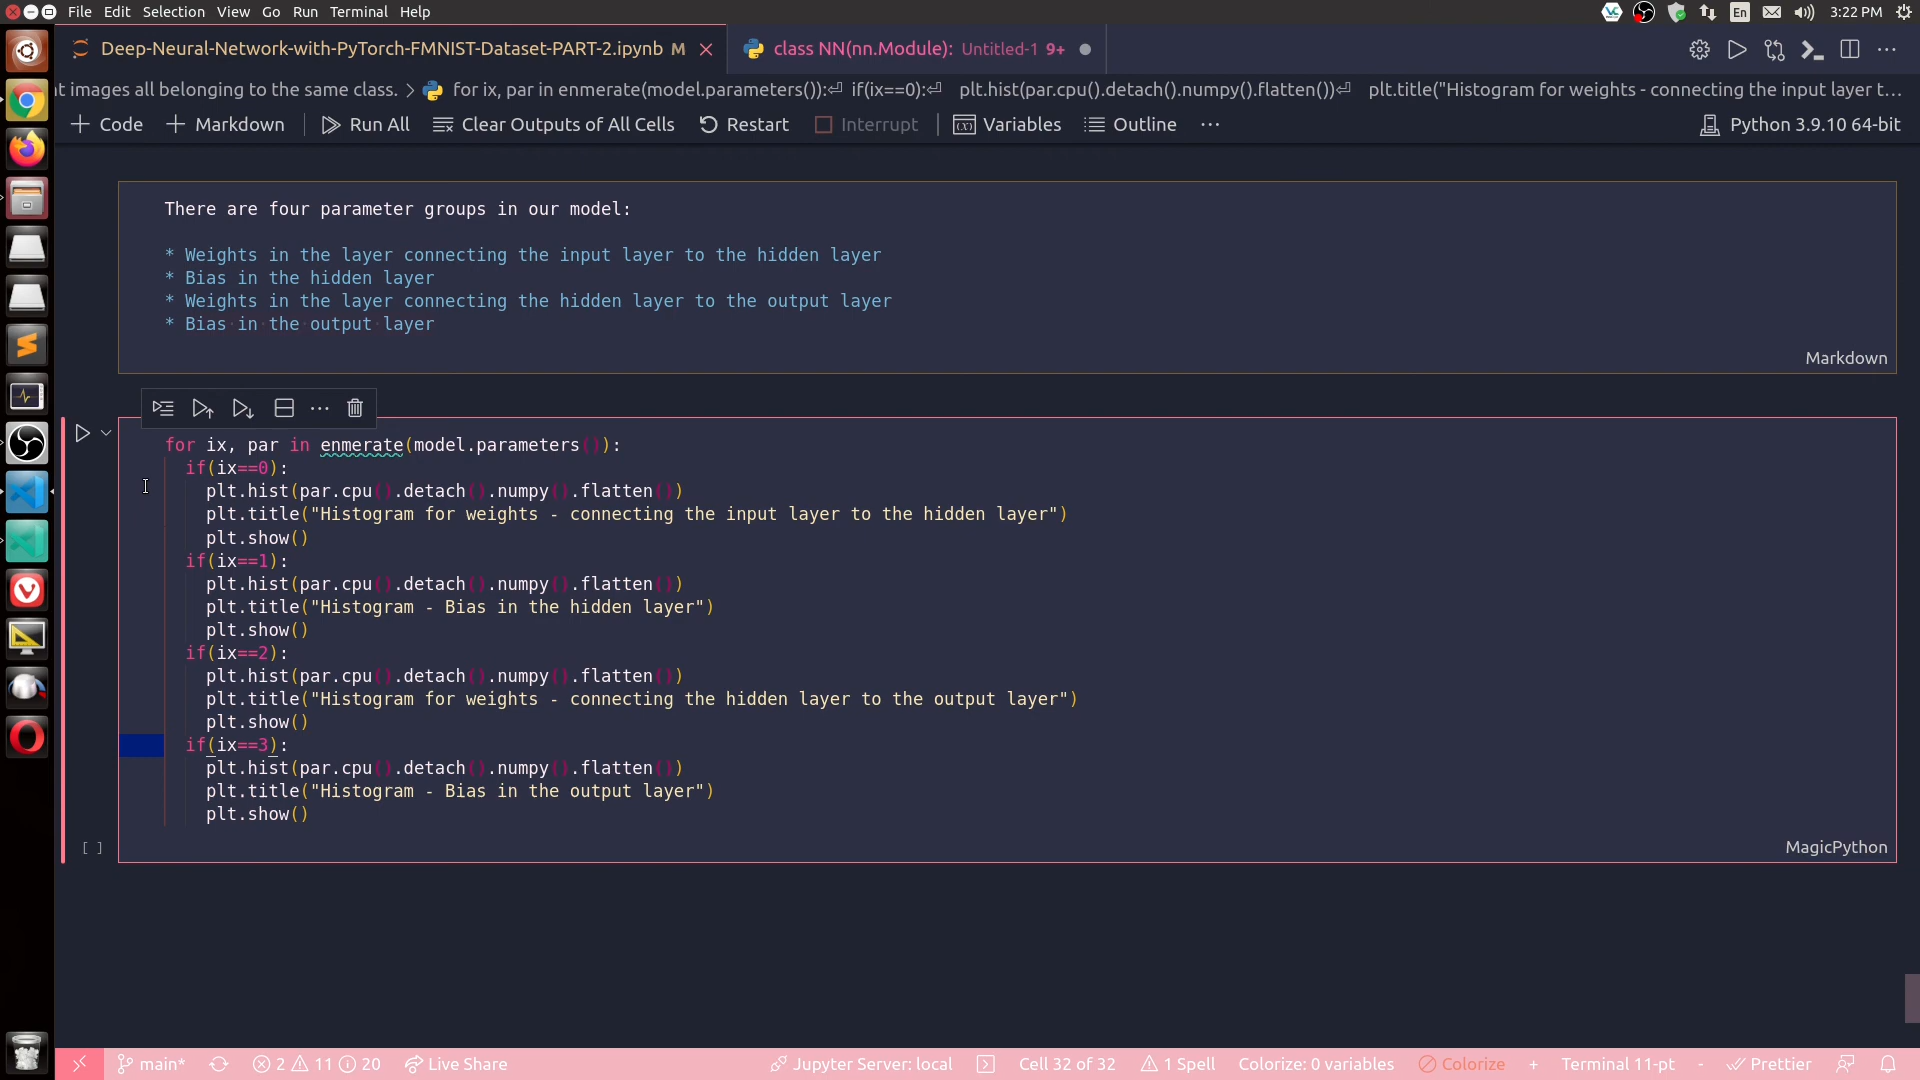 File Edit Selection View Go Run Terminal Help
En 3:22 PM
Deep-Neural-Network-with-PyTorch-FMNIST-Dataset-PART-2.ipynb M
class NN(nn.Module): Untitled-1 9+
t images all belonging to the same class. > for ix, par in enmerate(model.parameters()):⏎ if(ix==0):⏎ plt.hist(par.cpu().detach().numpy().flatten())⏎ plt.title("Histogram for weights - connecting the input layer t...
+ Code + Markdown Run All Clear Outputs of All Cells Restart Interrupt Variables Outline ... Python 3.9.10 64-bit
There are four parameter groups in our model:
* Weights in the layer connecting the input layer to the hidden layer
* Bias in the hidden layer
* Weights in the layer connecting the hidden layer to the output layer
* Bias in the output layer
Markdown
for ix, par in enmerate(model.parameters()):
if(ix==0):
plt.hist(par.cpu().detach().numpy().flatten())
plt.title("Histogram for weights - connecting the input layer to the hidden layer")
plt.show()
if(ix==1):
plt.hist(par.cpu().detach().numpy().flatten())
plt.title("Histogram - Bias in the hidden layer")
plt.show()
if(ix==2):
plt.hist(par.cpu().detach().numpy().flatten())
plt.title("Histogram for weights - connecting the hidden layer to the output layer")
plt.show()
if(ix==3):
plt.hist(par.cpu().detach().numpy().flatten())
plt.title("Histogram - Bias in the output layer")
plt.show()
[ ] MagicPython
main* 2 11 20 Live Share Jupyter Server: local Cell 32 of 32 1 Spell Colorize: 0 variables Colorize + Terminal 11-pt - Prettier